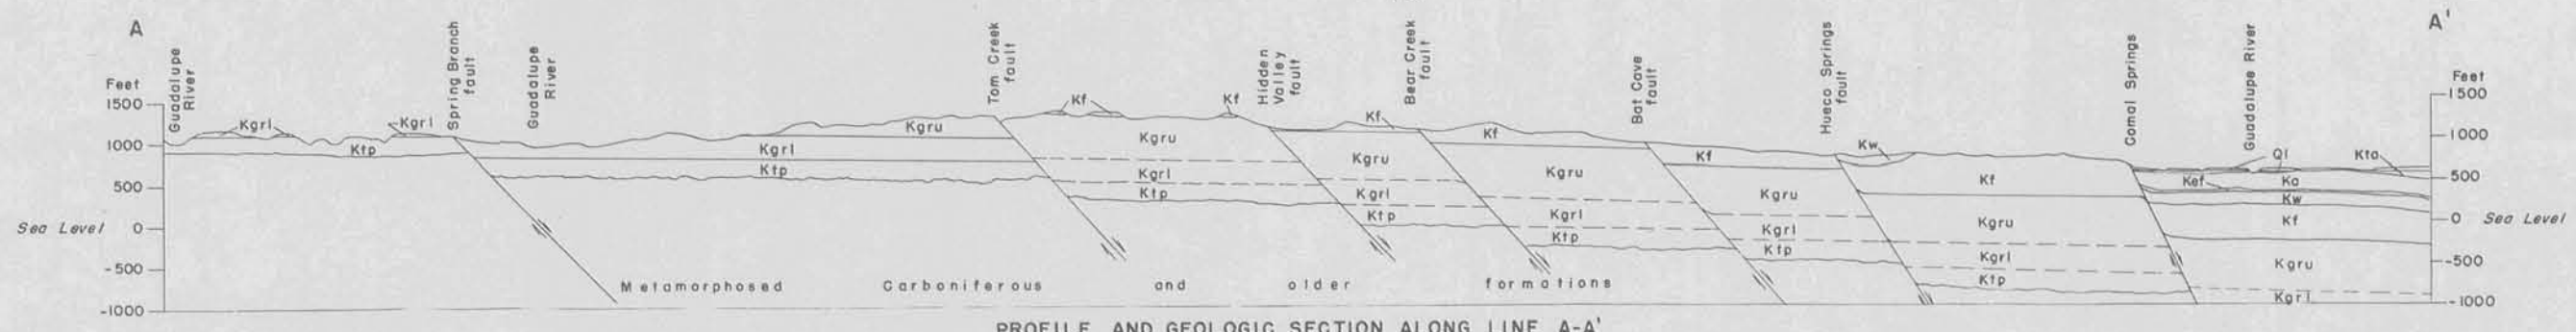 A
A'
Guadalupe
River
Spring Branch
fault
Guadalupe
River
Tom Creek
fault
Hidden
Valley
fault
Bear Creek
fault
Bat Cave
fault
Hueco Springs
fault
Comal Springs
Guadalupe River
Feet
1500
1000
500
Sea Level 0
-500
-1000
Feet
1500
1000
500
0 Sea Level
-500
-1000
Kgrl
Kgrl
Ktp
Kgru
Kgrl
Ktp
Kf
Kf
Kgru
Kgrl
Ktp
Kf
Kgru
Kgrl
Ktp
Kf
Kgru
Kgrl
Ktp
Kf
Kgru
Kgrl
Ktp
Kw
Kf
Kgru
Kgrl
Ktp
Ql
Kta
Kef
Ka
Kw
Kf
Kgru
Kgrl
Metamorphosed Carboniferous and older formations
PROFILE AND GEOLOGIC SECTION ALONG LINE A-A'